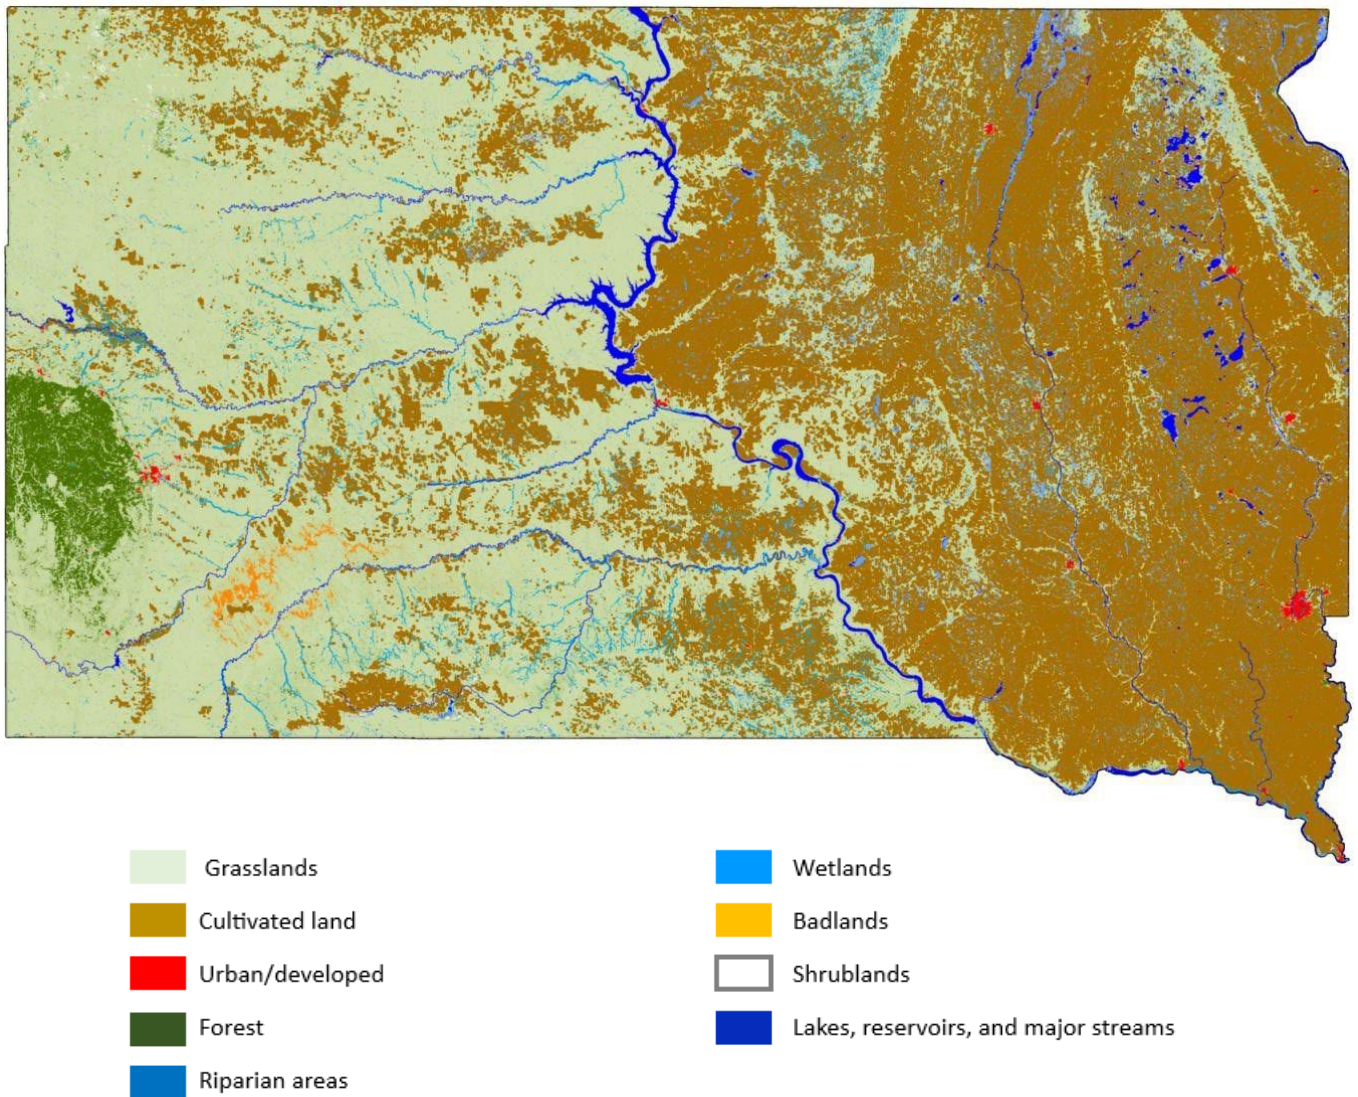 Grasslands
Cultivated land
Urban/developed
Forest
Riparian areas
Wetlands
Badlands
Shrublands
Lakes, reservoirs, and major streams